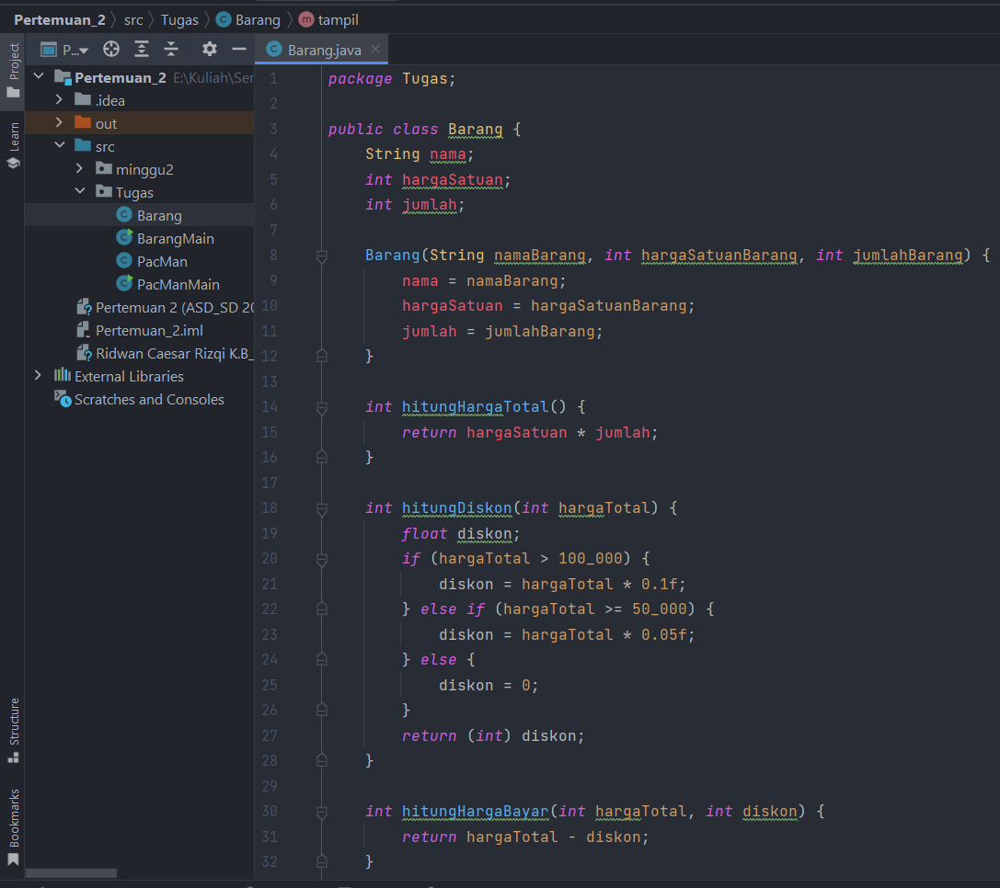 Pertemuan_2 src Tugas Barang tampil
Project
Learn
Structure
Bookmarks
P...
Pertemuan_2 E:\Kuliah\Ser
.idea
out
src
minggu2
Tugas
Barang
BarangMain
PacMan
PacManMain
Pertemuan 2 (ASD_SD 20
Pertemuan_2.iml
Ridwan Caesar Rizqi K.B_
External Libraries
Scratches and Consoles
Barang.java
1 package Tugas;
2
3 public class Barang {
4     String nama;
5     int hargaSatuan;
6     int jumlah;
7
8     Barang(String namaBarang, int hargaSatuanBarang, int jumlahBarang) {
9         nama = namaBarang;
10         hargaSatuan = hargaSatuanBarang;
11         jumlah = jumlahBarang;
12     }
13
14     int hitungHargaTotal() {
15         return hargaSatuan * jumlah;
16     }
17
18     int hitungDiskon(int hargaTotal) {
19         float diskon;
20         if (hargaTotal > 100_000) {
21             diskon = hargaTotal * 0.1f;
22         } else if (hargaTotal >= 50_000) {
23             diskon = hargaTotal * 0.05f;
24         } else {
25             diskon = 0;
26         }
27         return (int) diskon;
28     }
29
30     int hitungHargaBayar(int hargaTotal, int diskon) {
31         return hargaTotal - diskon;
32     }